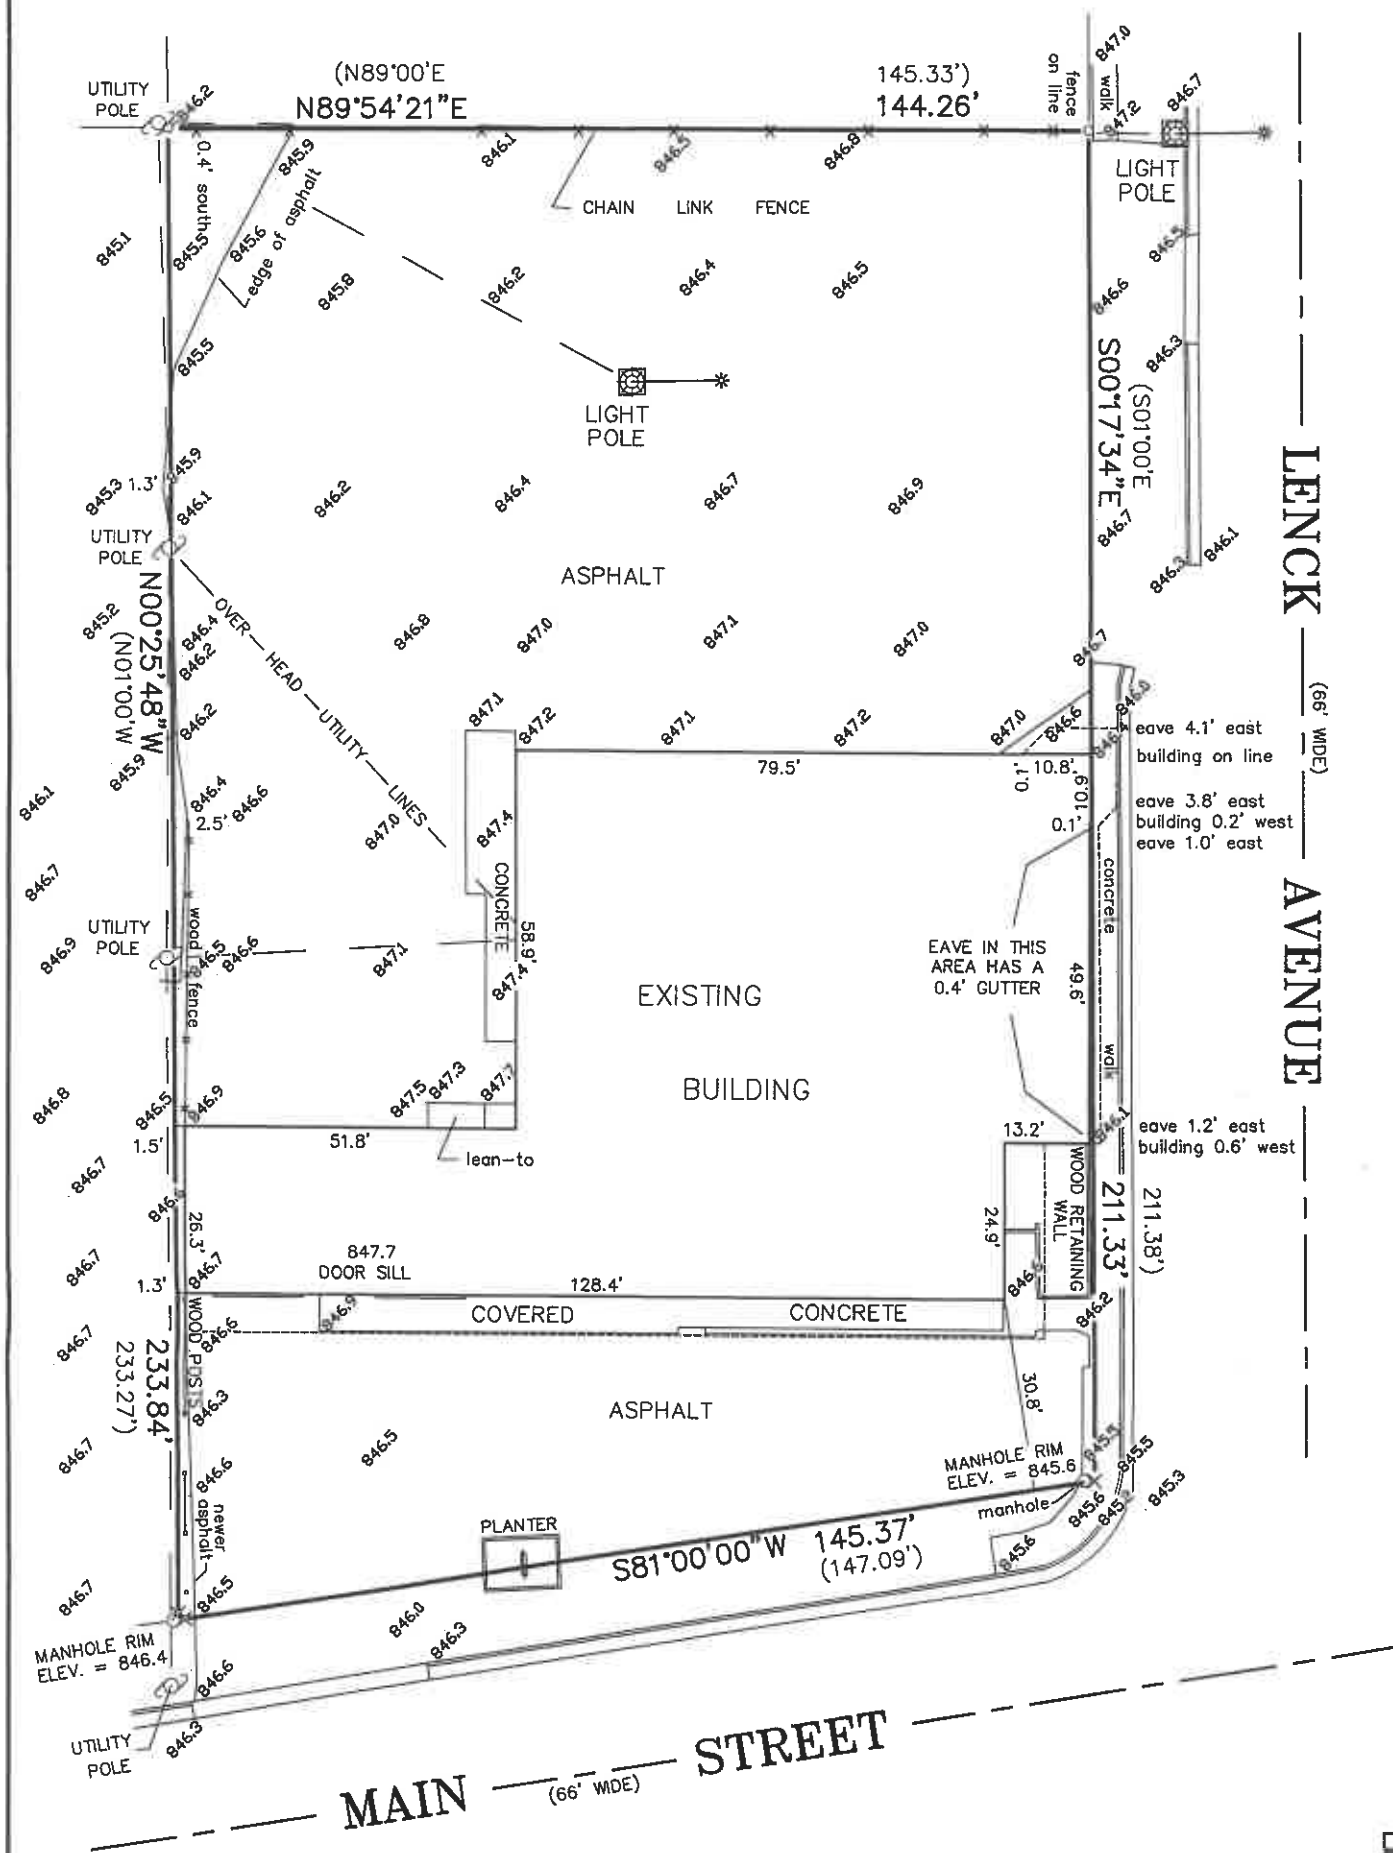 (N89°00'E
145.33')
N89°54'21"E
144.26'
UTILITY
POLE
846.2
fence
on line
walk
847.0
847.2
846.7
LIGHT
POLE
0.4' south
845.9
846.1
846.5
846.8
edge of asphalt
CHAIN LINK FENCE
845.1
845.5
845.6
845.8
846.2
846.4
846.5
846.5
846.6
846.3
845.5
LIGHT
POLE
S00°17'34"E
(S01°00'E
LENCK
AVENUE
(66' WIDE)
845.3
1.3'
845.9
846.1
846.2
846.4
846.7
846.9
846.7
846.3
846.1
UTILITY
POLE
ASPHALT
N00°25'48"W
(N01°00'W
845.2
846.4
846.2
OVER HEAD UTILITY LINES
846.8
847.0
847.1
847.0
846.7
846.0
846.2
845.9
847.1
847.2
847.1
847.2
847.0
846.6
846.4
eave 4.1' east
building on line
79.5'
10.8'
0.1'
10.9'
0.1'
eave 3.8' east
building 0.2' west
eave 1.0' east
846.1
846.4
846.6
2.5'
847.0
847.4
846.7
CONCRETE
58.9'
concrete
walk
UTILITY
POLE
wood fence
846.9
846.5
846.6
847.1
847.4
EAVE IN THIS
AREA HAS A
0.4' GUTTER
49.6'
EXISTING
BUILDING
846.8
846.5
846.9
847.5
847.3
847.7
1.5'
51.8'
lean-to
13.2'
846.1
eave 1.2' east
building 0.6' west
846.7
WOOD RETAINING
WALL
24.9'
211.33'
211.38')
26.3'
846.7
846.7
1.3'
847.7
DOOR SILL
128.4'
846.2
846.9
COVERED
CONCRETE
WOOD POSTS
846.6
846.7
233.84'
233.27')
846.3
ASPHALT
30.8'
846.7
846.6
846.5
newer
asphalt
MANHOLE RIM
ELEV. = 845.6
manhole
845.5
845.5
845.3
845.6
845.6
PLANTER
S81°00'00"W 145.37'
(147.09')
846.7
846.5
846.0
846.3
MANHOLE RIM
ELEV. = 846.4
846.6
846.3
UTILITY
POLE
MAIN
STREET
(66' WIDE)